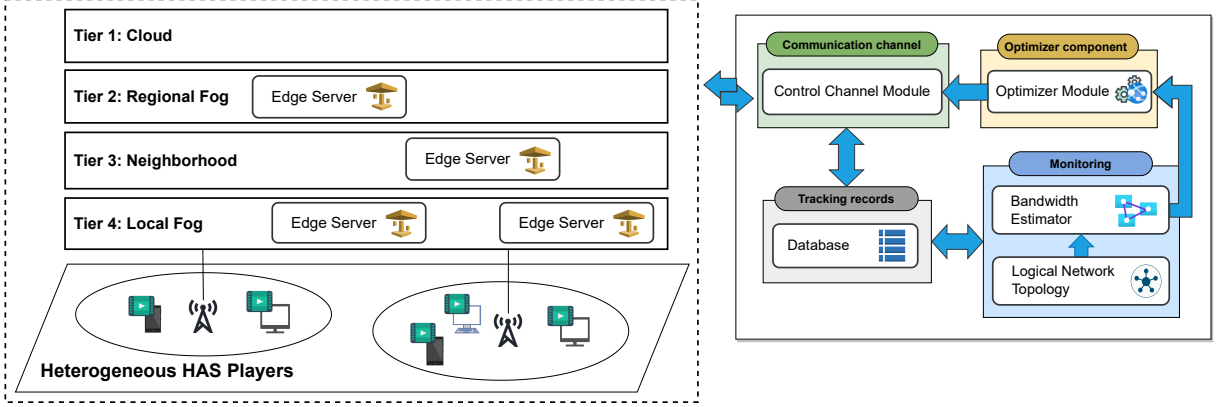 Tier 1: Cloud
Tier 2: Regional Fog
Edge Server
Tier 3: Neighborhood
Edge Server
Tier 4: Local Fog
Edge Server
Edge Server
Heterogeneous HAS Players
Communication channel
Control Channel Module
Optimizer component
Optimizer Module
Tracking records
Database
Monitoring
Bandwidth
Estimator
Logical Network
Topology